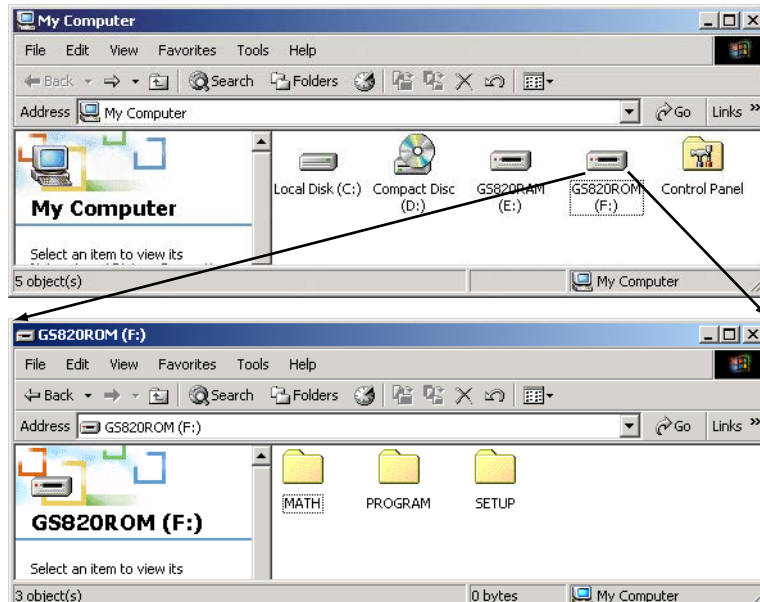 My Computer
File Edit View Favorites Tools Help
Back Search Folders
Address My Computer Go Links »
Local Disk (C:) Compact Disc (D:) GS820RAM (E:) GS820ROM (F:) Control Panel
My Computer
Select an item to view its
5 object(s) My Computer
GS820ROM (F:)
File Edit View Favorites Tools Help
Back Search Folders
Address GS820ROM (F:) Go Links »
MATH PROGRAM SETUP
GS820ROM (F:)
Select an item to view its
3 object(s) 0 bytes My Computer